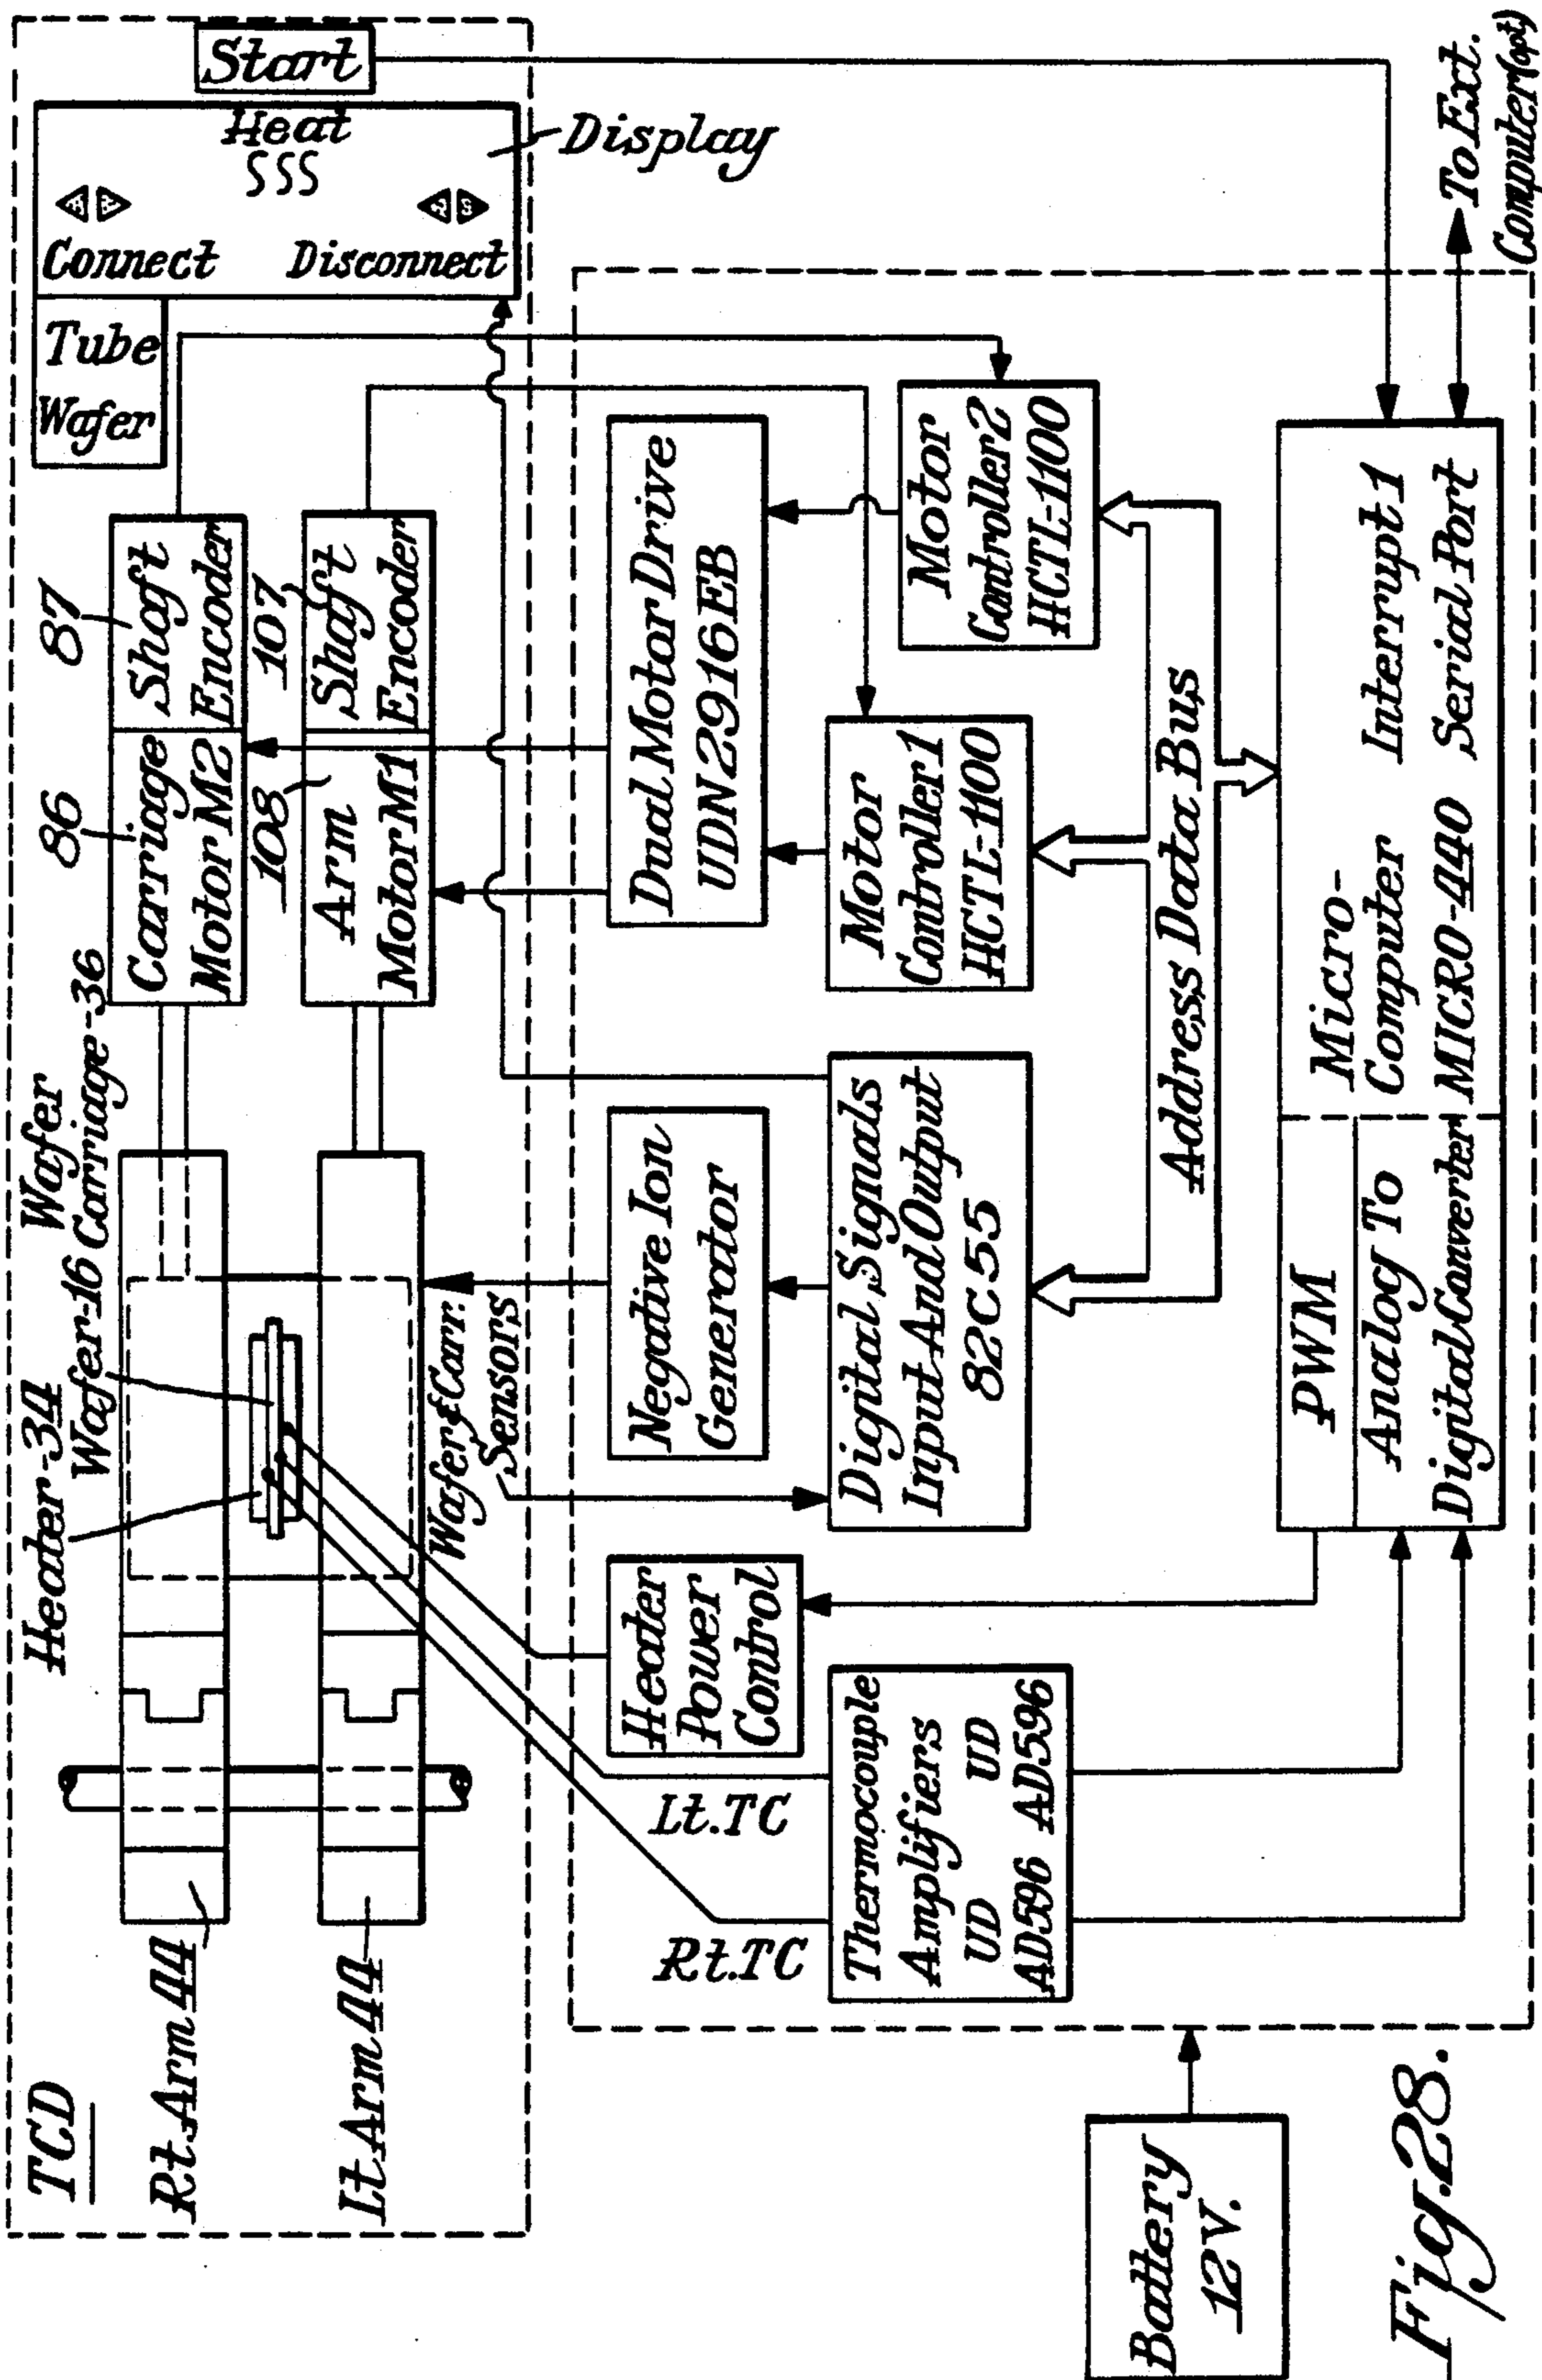 TCD
Rt. Arm 44
Lt Arm 44
Heater-34
Wafer-16
Wafer
Carriage-36
86
Carriage
Motor M2
87
Shaft
Encoder
108
Arm
Motor M1
107
Shaft
Encoder
Tube
Wafer
Connect
Disconnect
Heat
Start
Display
Wafer & Carr.
Sensors
Lt. TC
Rt. TC
Heater
Power
Control
Negative Ion
Generator
Dual Motor Drive
UDN2916EB
Thermocouple
Amplifiers
UD UD
AD596 AD596
Digital Signals
Input And Output
82C55
Motor
Controller 1
HCTL-1100
Motor
Controller 2
HCTL-1100
Address Data Bus
PWM
Analog To
Digital Converter
Micro-
Computer
MICRO-440
Interrupt 1
Serial Port
To Ext.
Computer (opt)
Battery
12V.
Fig. 28.